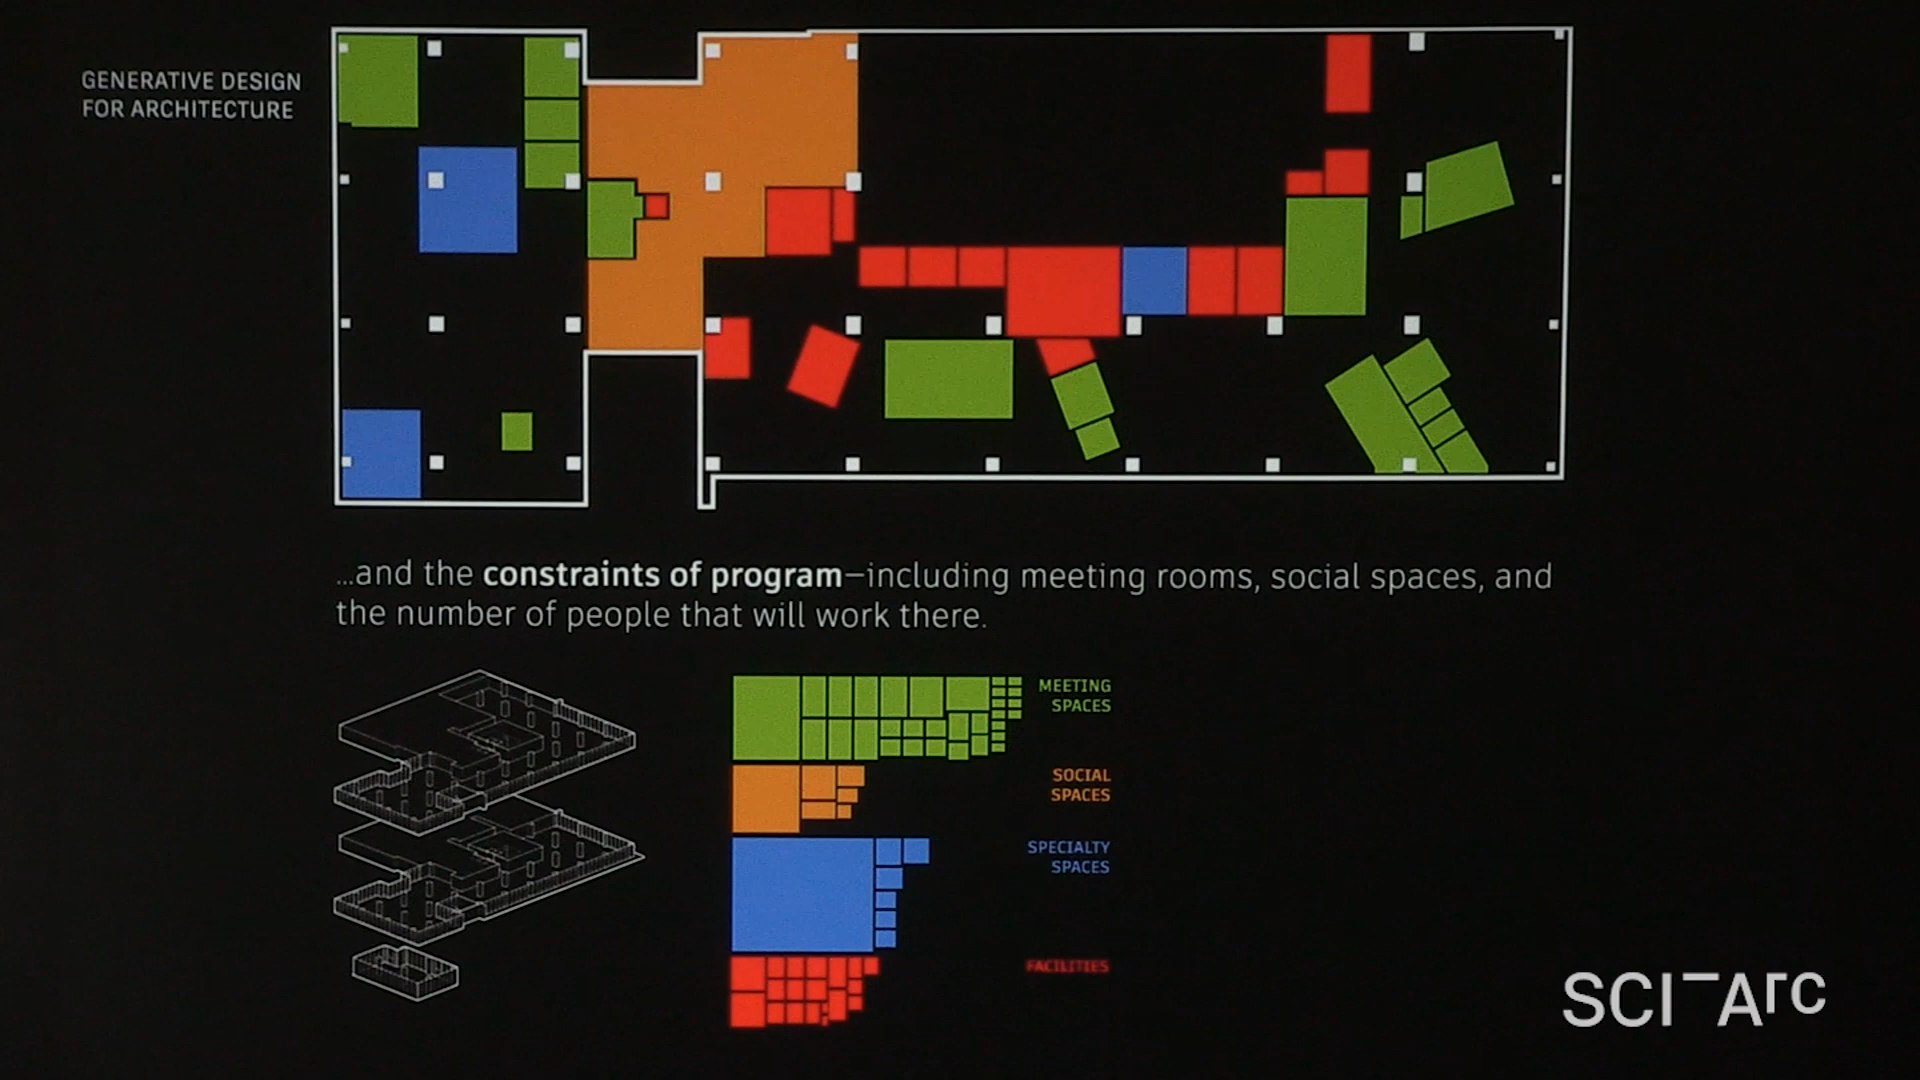 GENERATIVE DESIGN
FOR ARCHITECTURE
...and the constraints of program—including meeting rooms, social spaces, and
the number of people that will work there.
MEETING
SPACES
SOCIAL
SPACES
SPECIALTY
SPACES
FACILITIES
SCI-Arc